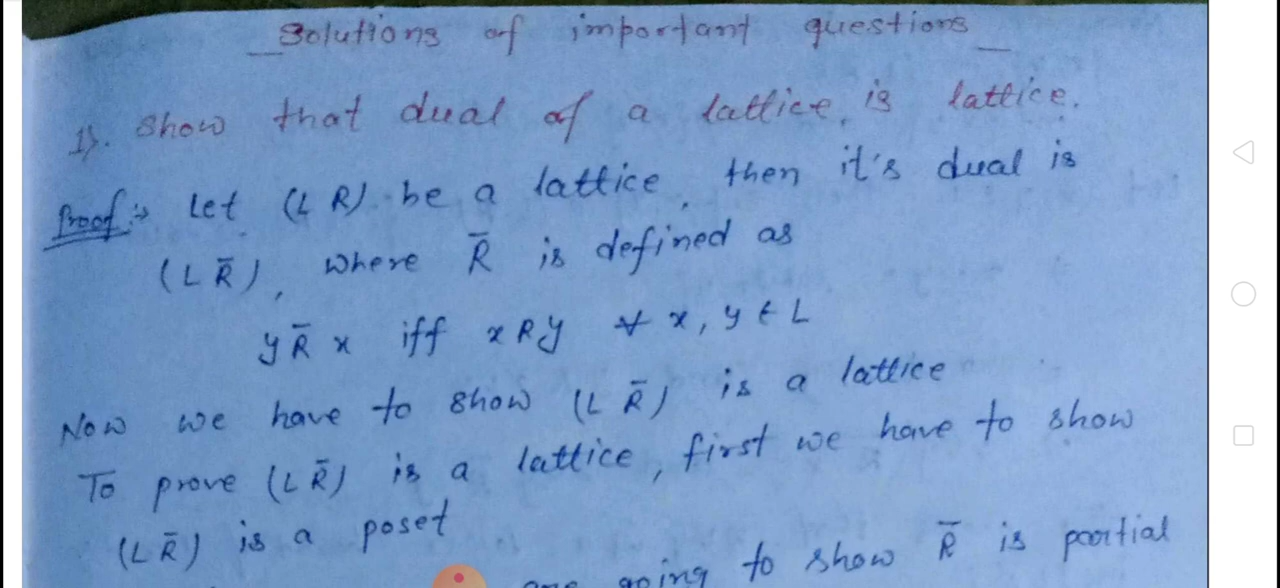 Solutions of important questions
1). Show that dual of a lattice, is lattice.
Proof :→ Let (L R) be a lattice, then it's dual is
(L R̄), where R̄ is defined as
y R̄ x iff x R y ∀ x, y ∈ L
Now we have to show (L R̄) is a lattice
To prove (L R̄) is a lattice, first we have to show
(L R̄) is a poset
are going to show R̄ is partial